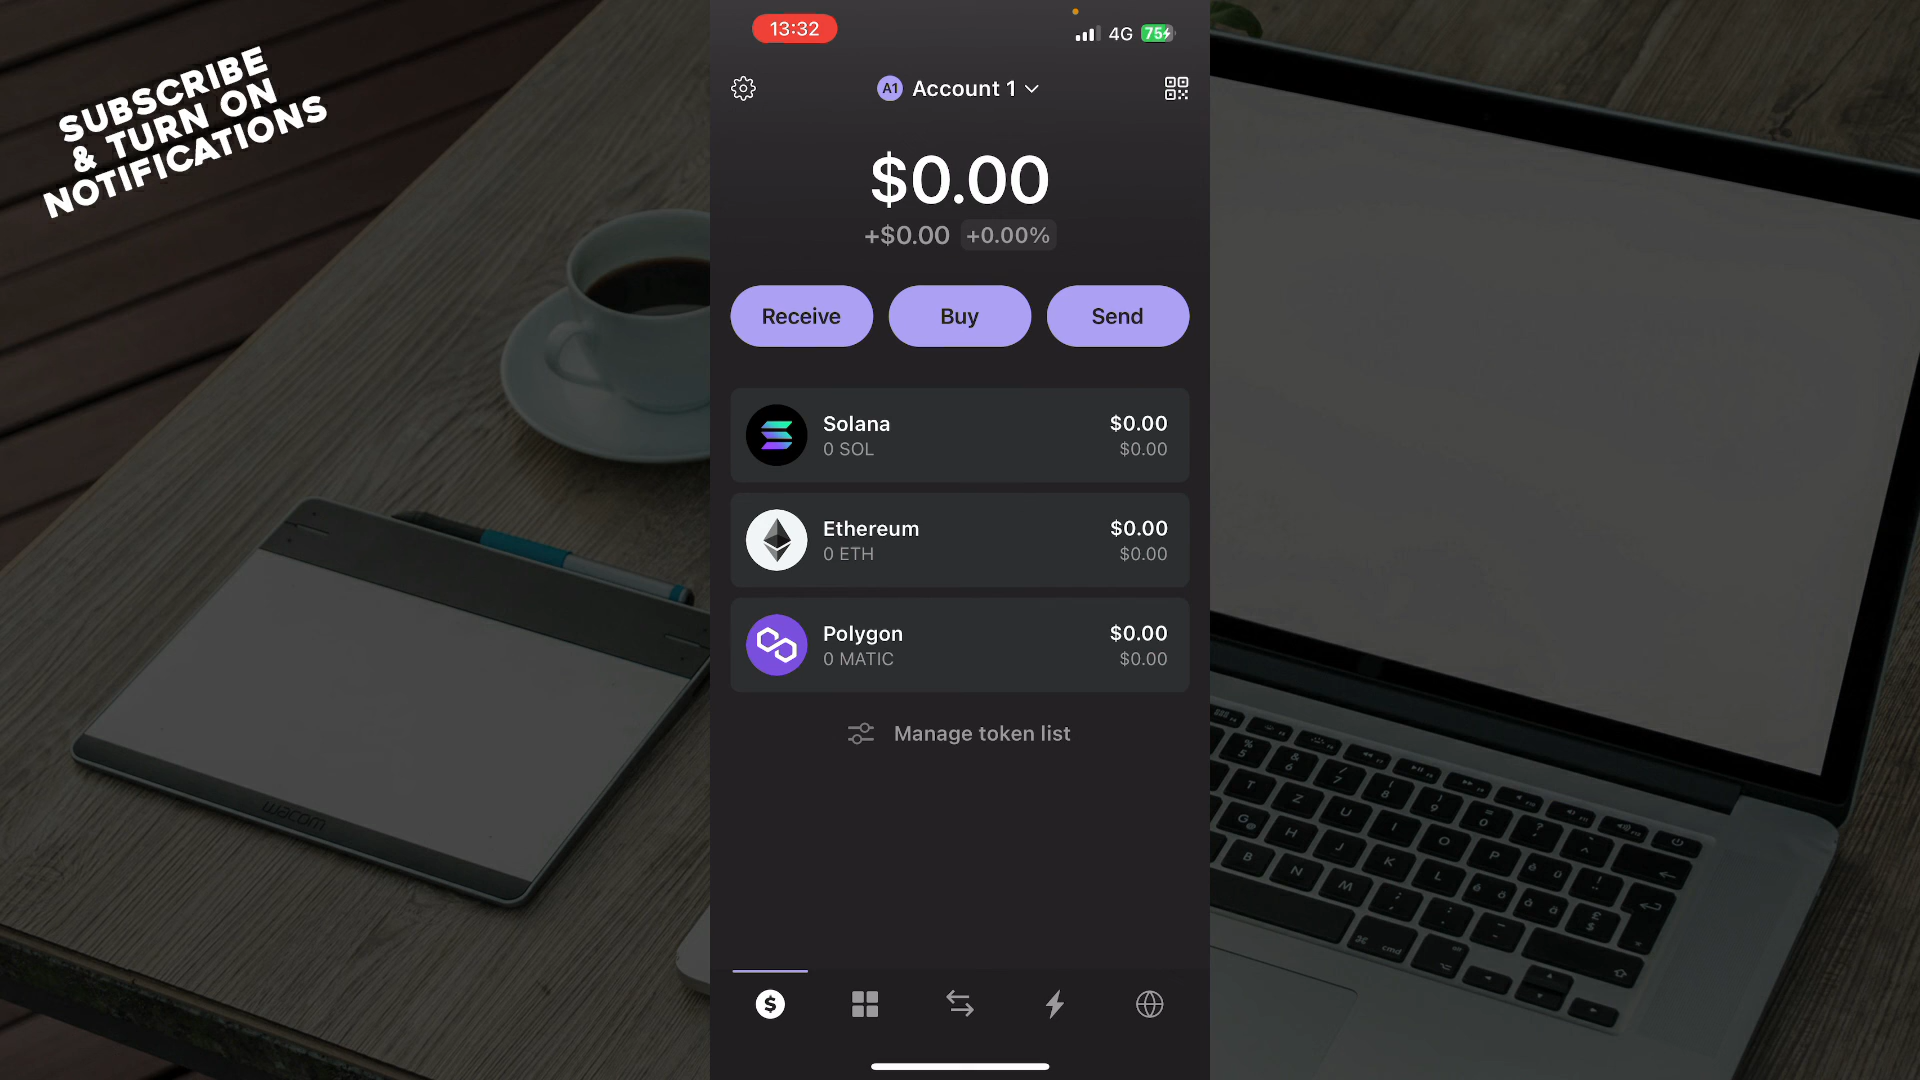 SUBSCRIBE
& TURN ON
NOTIFICATIONS
13:32
4G 75
A1 Account 1
$0.00
+$0.00 +0.00%
Receive Buy Send
Solana $0.00
0 SOL $0.00
Ethereum $0.00
0 ETH $0.00
Polygon $0.00
0 MATIC $0.00
Manage token list
wacom